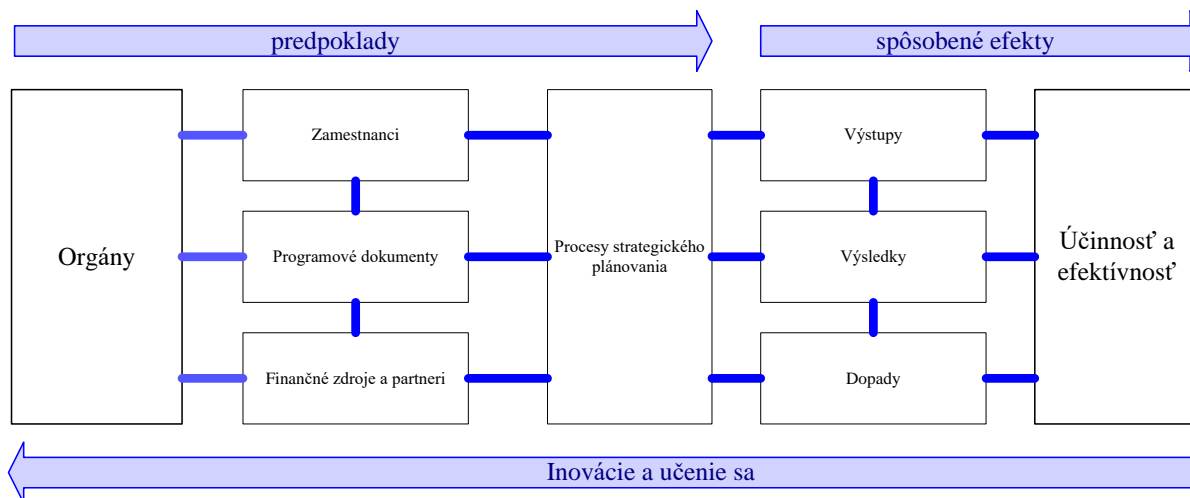 predpoklady
spôsobené efekty
Orgány
Zamestnanci
Programové dokumenty
Finančné zdroje a partneri
Procesy strategického
plánovania
Výstupy
Výsledky
Dopady
Účinnosť a
efektívnosť
Inovácie a učenie sa